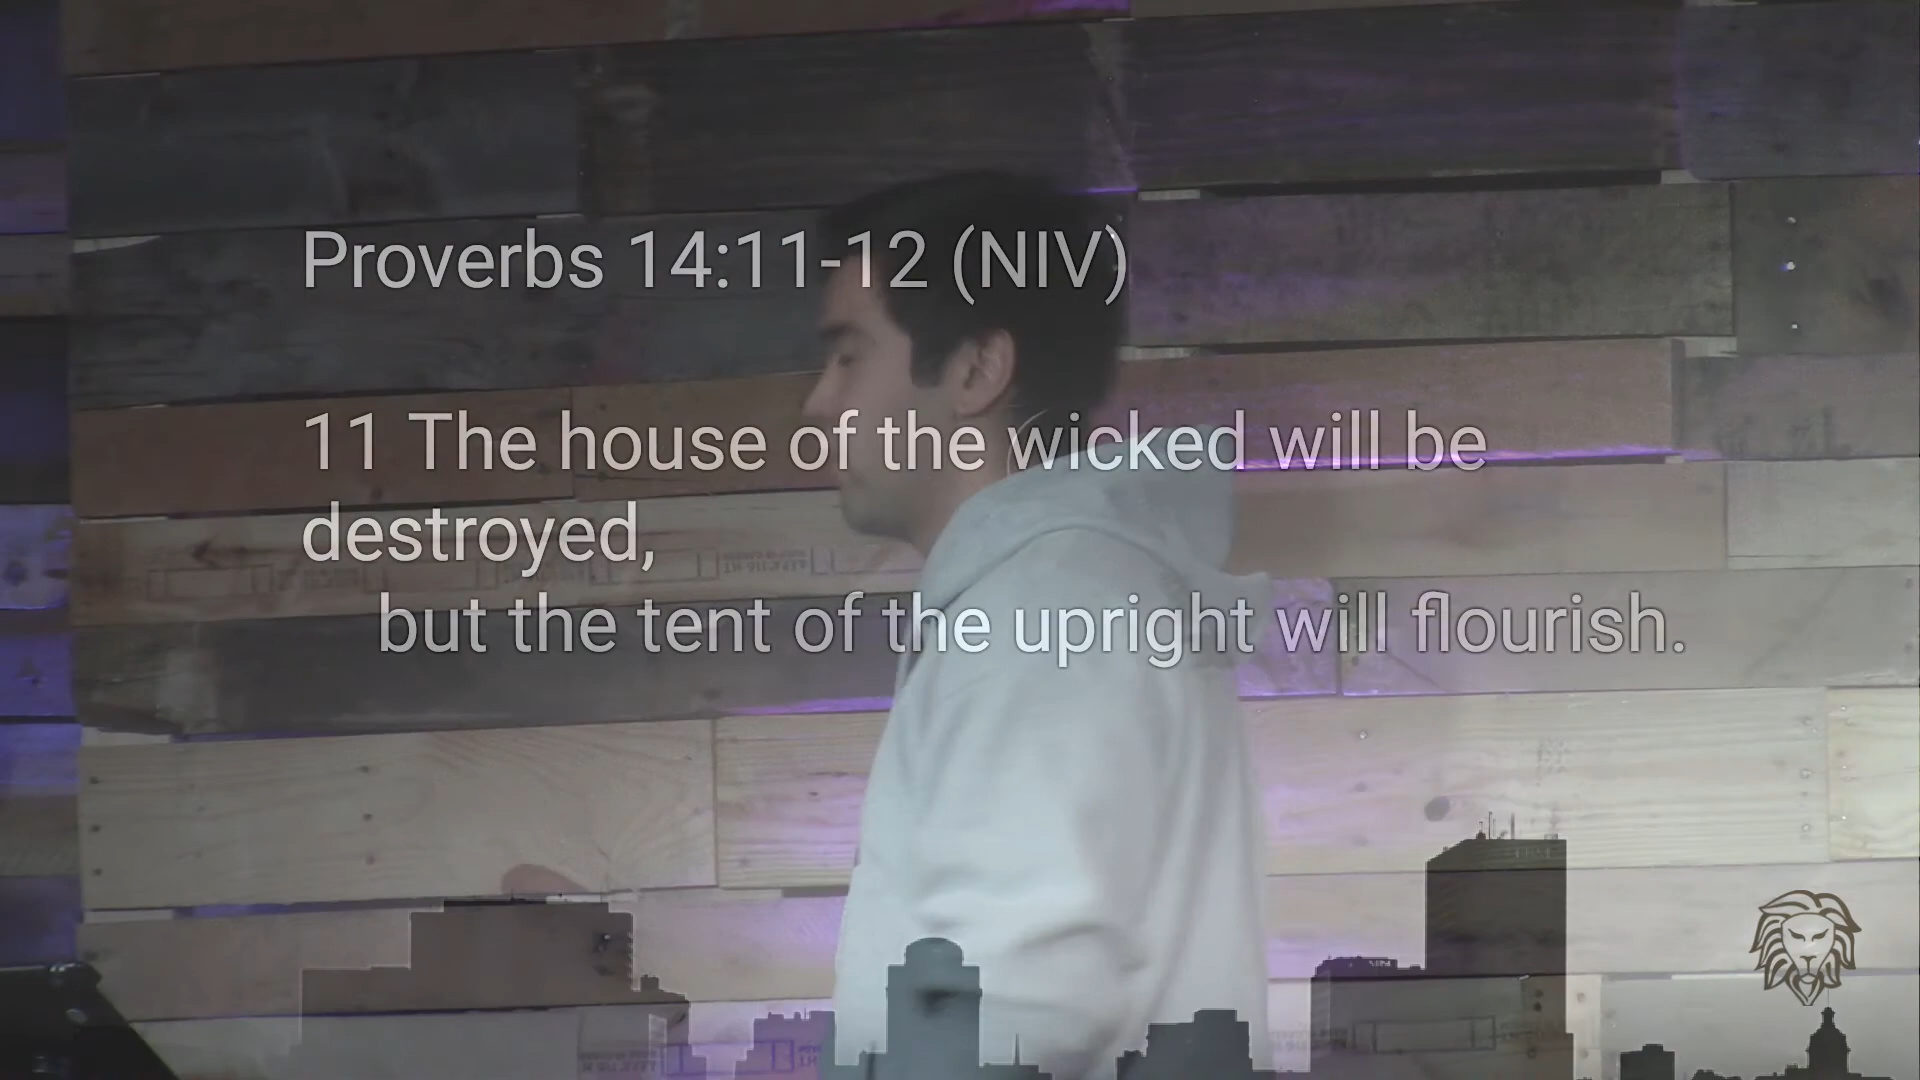 Proverbs 14:11-12 (NIV)
11 The house of the wicked will be
destroyed,
but the tent of the upright will flourish.